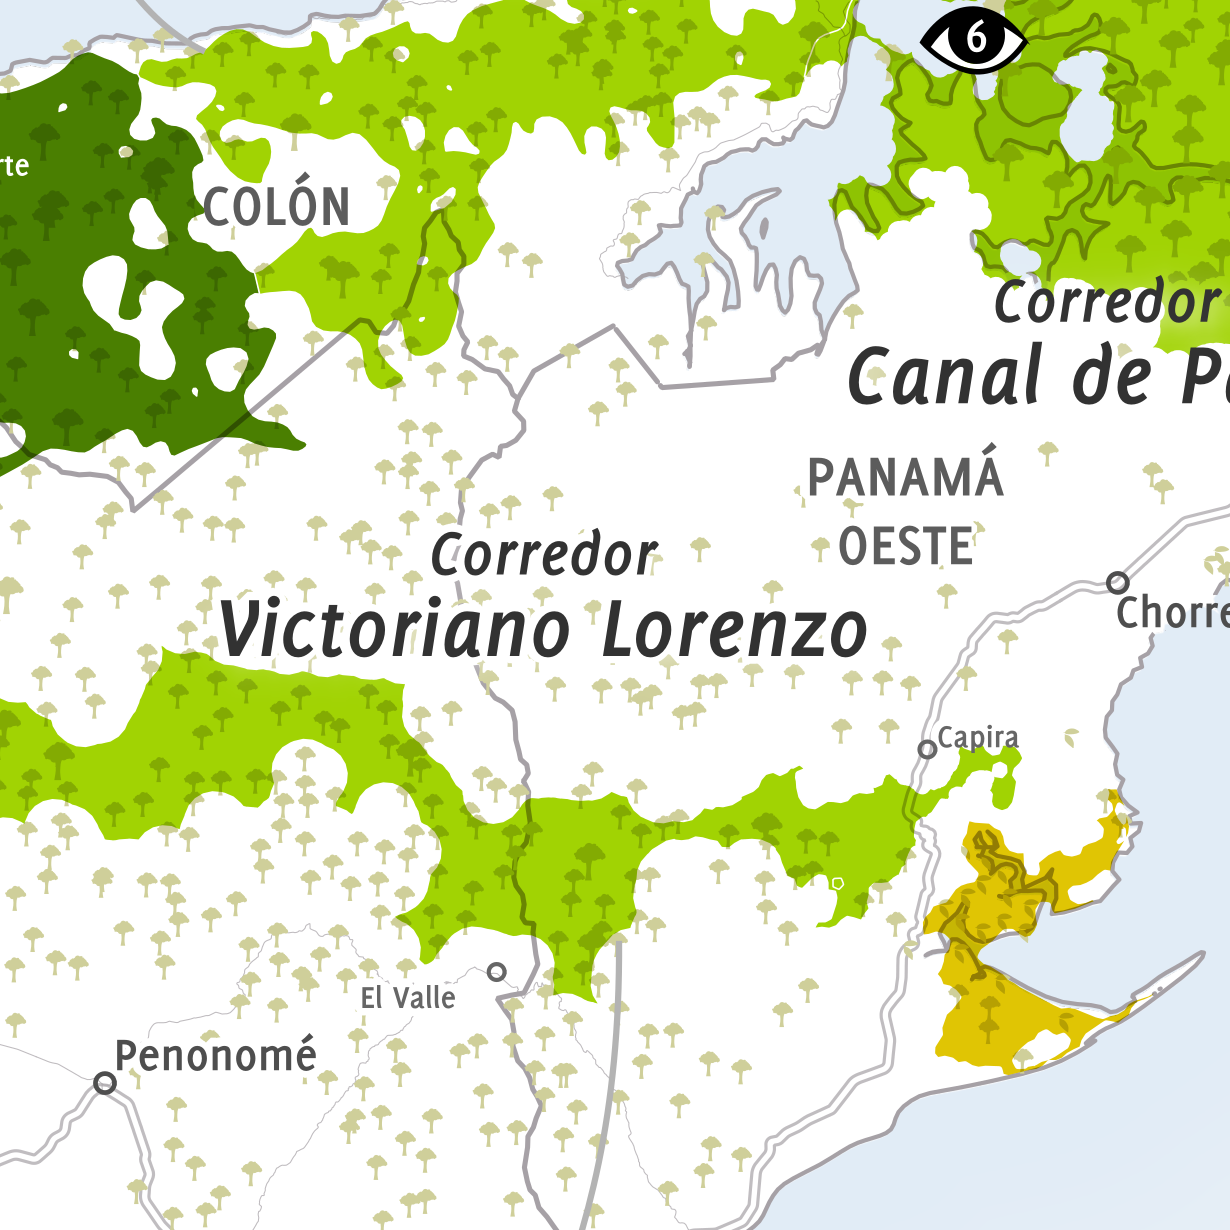 6
rte
COLÓN
Corredor
Canal de
PANAMÁ
OESTE
Corredor
Victoriano Lorenzo
Chorre
Capira
El Valle
Penonomé